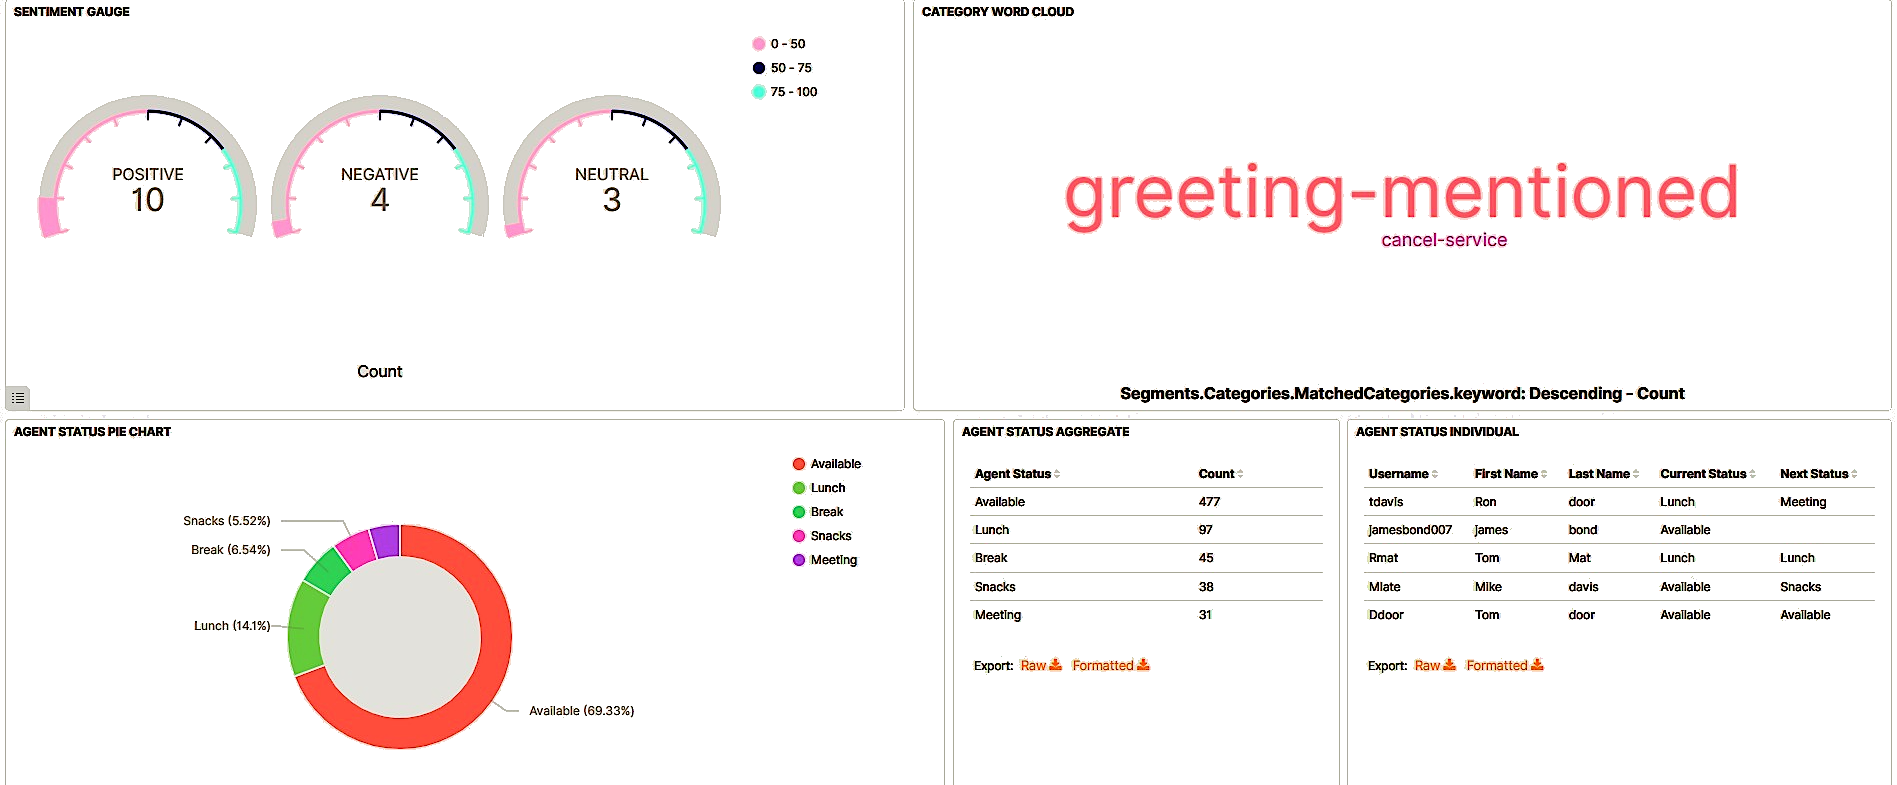 SENTIMENT GAUGE
0 - 50
50 - 75
75 - 100
POSITIVE
10
NEGATIVE
4
NEUTRAL
3
Count
CATEGORY WORD CLOUD
greeting-mentioned
cancel-service
Segments.Categories.MatchedCategories.keyword: Descending - Count
AGENT STATUS PIE CHART
Available
Lunch
Break
Snacks
Meeting
Snacks (5.52%)
Break (6.54%)
Lunch (14.1%)
Available (69.33%)
AGENT STATUS AGGREGATE
Agent Status Count
Available 477
Lunch 97
Break 45
Snacks 38
Meeting 31
Export: Raw Formatted
AGENT STATUS INDIVIDUAL
Username First Name Last Name Current Status Next Status
tdavis Ron door Lunch Meeting
jamesbond007 james bond Available
Rmat Tom Mat Lunch Lunch
Mlate Mike davis Available Snacks
Ddoor Tom door Available Available
Export: Raw Formatted